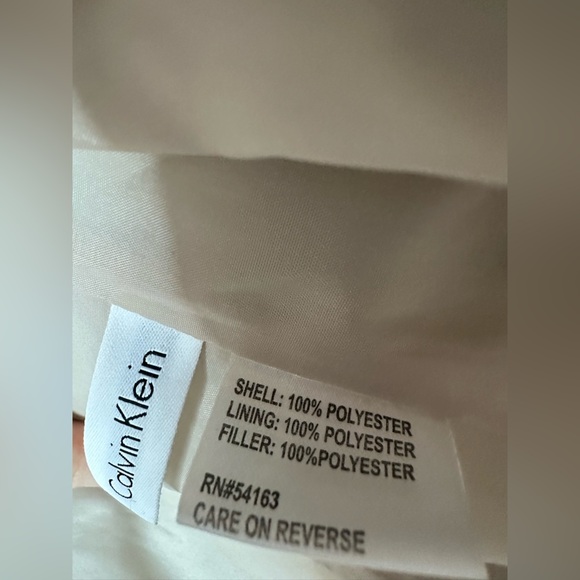 Calvin Klein
SHELL: 100% POLYESTER
LINING: 100% POLYESTER
FILLER: 100%POLYESTER
RN#54163
CARE ON REVERSE